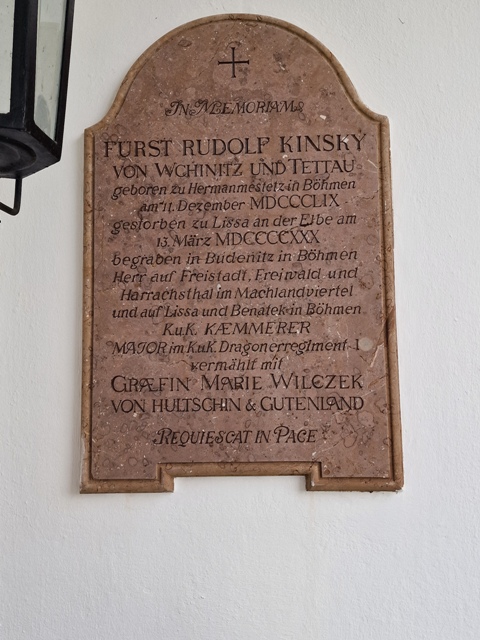 IN MEMORIAM
FÜRST RUDOLF KINSKY
VON WCHINITZ UND TETTAU
geboren zu Hermanmestetz in Böhmen
am 11. Dezember MDCCCLIX
gestorben zu Lissa an der Elbe am
13. März MDCCCCXXX
begraben in Budenitz in Böhmen
Herr auf Freistadt, Freiwald und
Harrachsthal im Machlandviertel
und auf Lissa und Benatek in Böhmen
K.u.K. KÆMMERER
MAJOR im K.u.K. Dragonerregiment 1
vermählt mit
GRÆFIN MARIE WILCZEK
VON HULTSCHIN & GUTENLAND
REQUIESCAT IN PACE